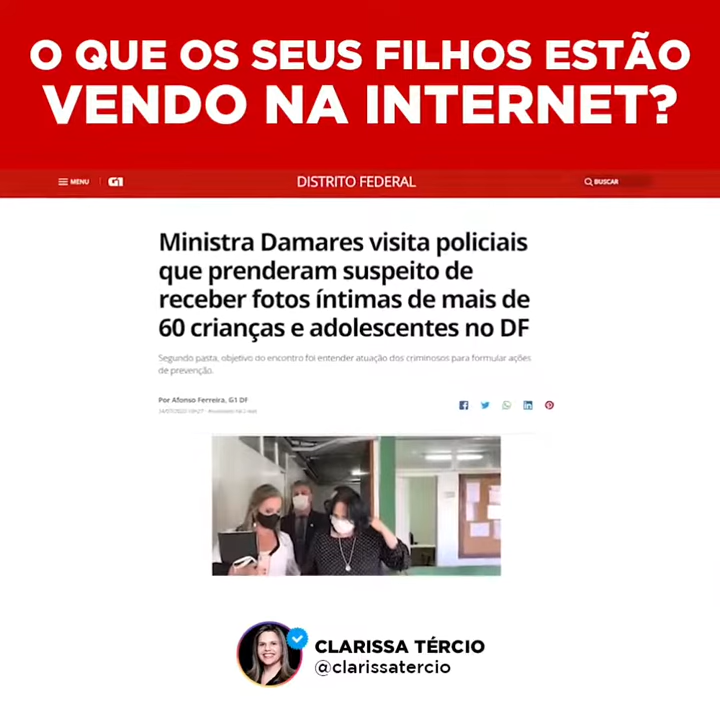 O QUE OS SEUS FILHOS ESTÃO
VENDO NA INTERNET?
MENU
G1
DISTRITO FEDERAL
BUSCAR
Ministra Damares visita policiais
que prenderam suspeito de
receber fotos íntimas de mais de
60 crianças e adolescentes no DF
Segundo pasta, objetivo do encontro foi entender atuação dos criminosos para formular ações
de prevenção.
Por Afonso Ferreira, G1 DF
CLARISSA TÉRCIO
@clarissatercio